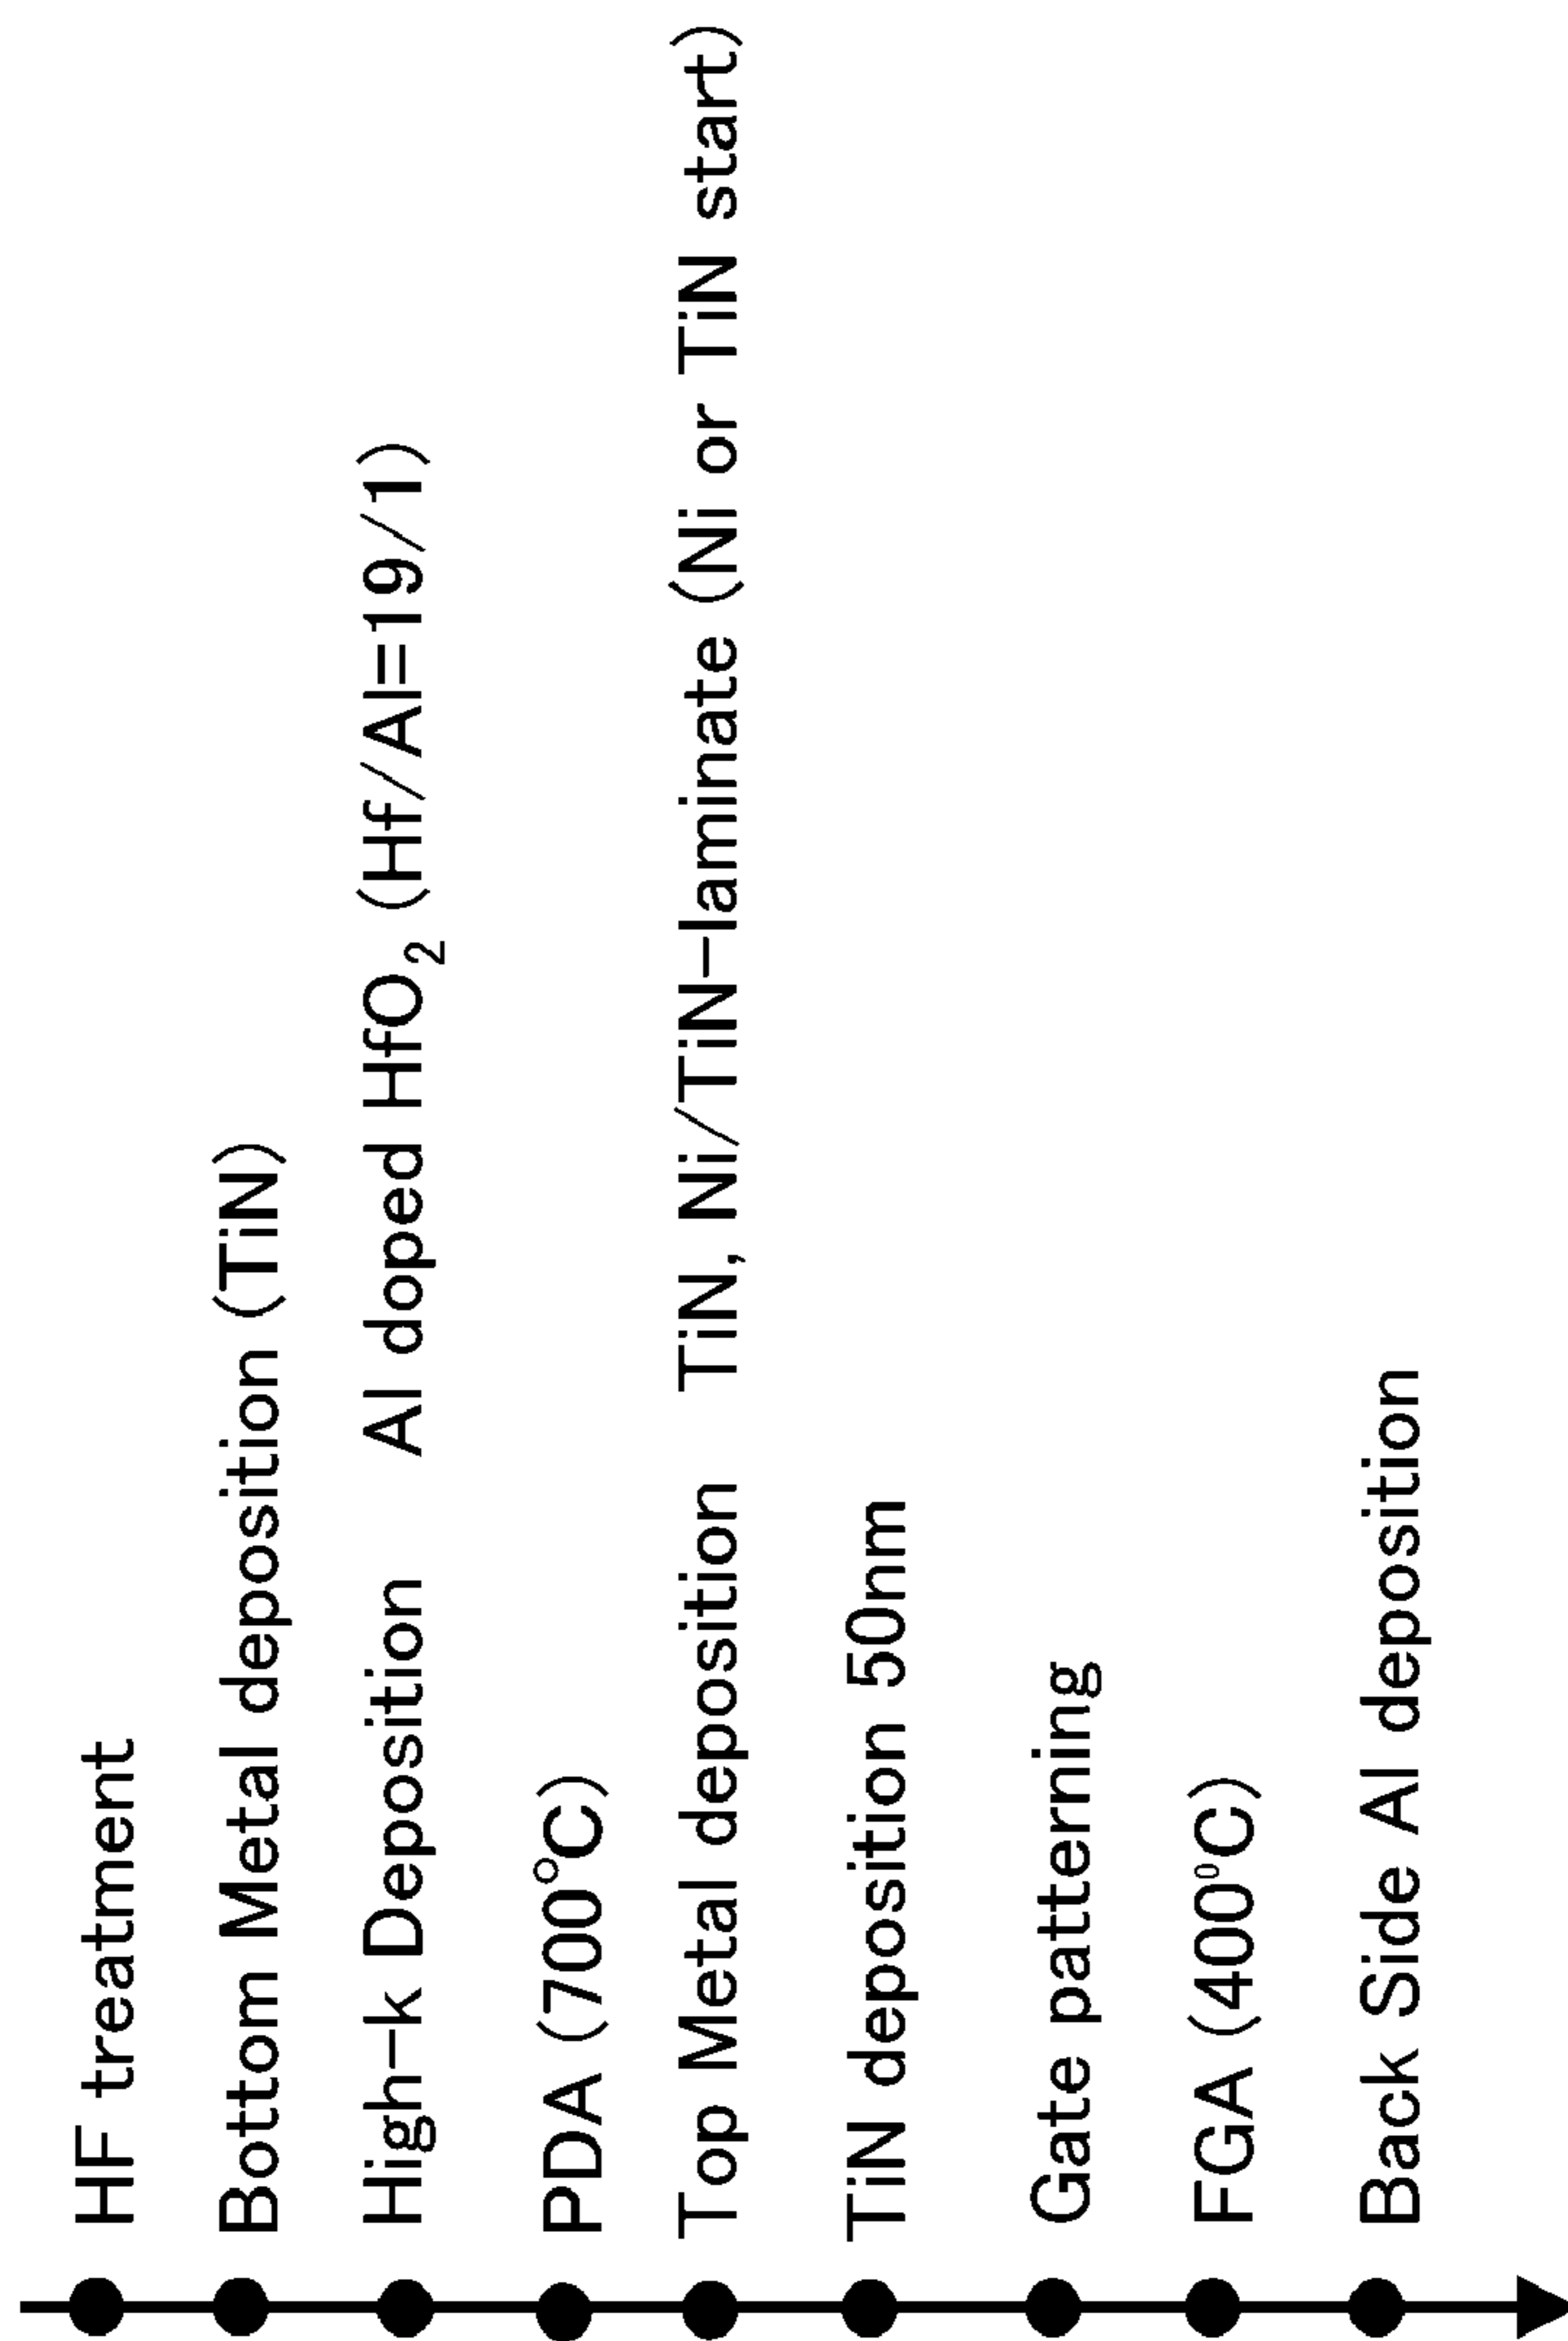 HF treatment
Bottom Metal deposition (TiN)
High-k Deposition Al doped HfO₂ (Hf/Al=19/1)
PDA (700°C)
Top Metal deposition TiN, Ni/TiN-laminate (Ni or TiN start)
TiN deposition 50nm
Gate patterning
FGA (400⁰C)
Back Side Al deposition